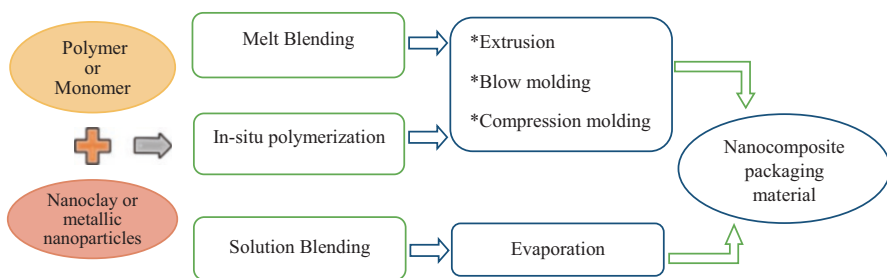 Polymer
or
Monomer
Nanoclay or
metallic
nanoparticles
Melt Blending
In-situ polymerization
Solution Blending
*Extrusion
*Blow molding
*Compression molding
Evaporation
Nanocomposite
packaging
material